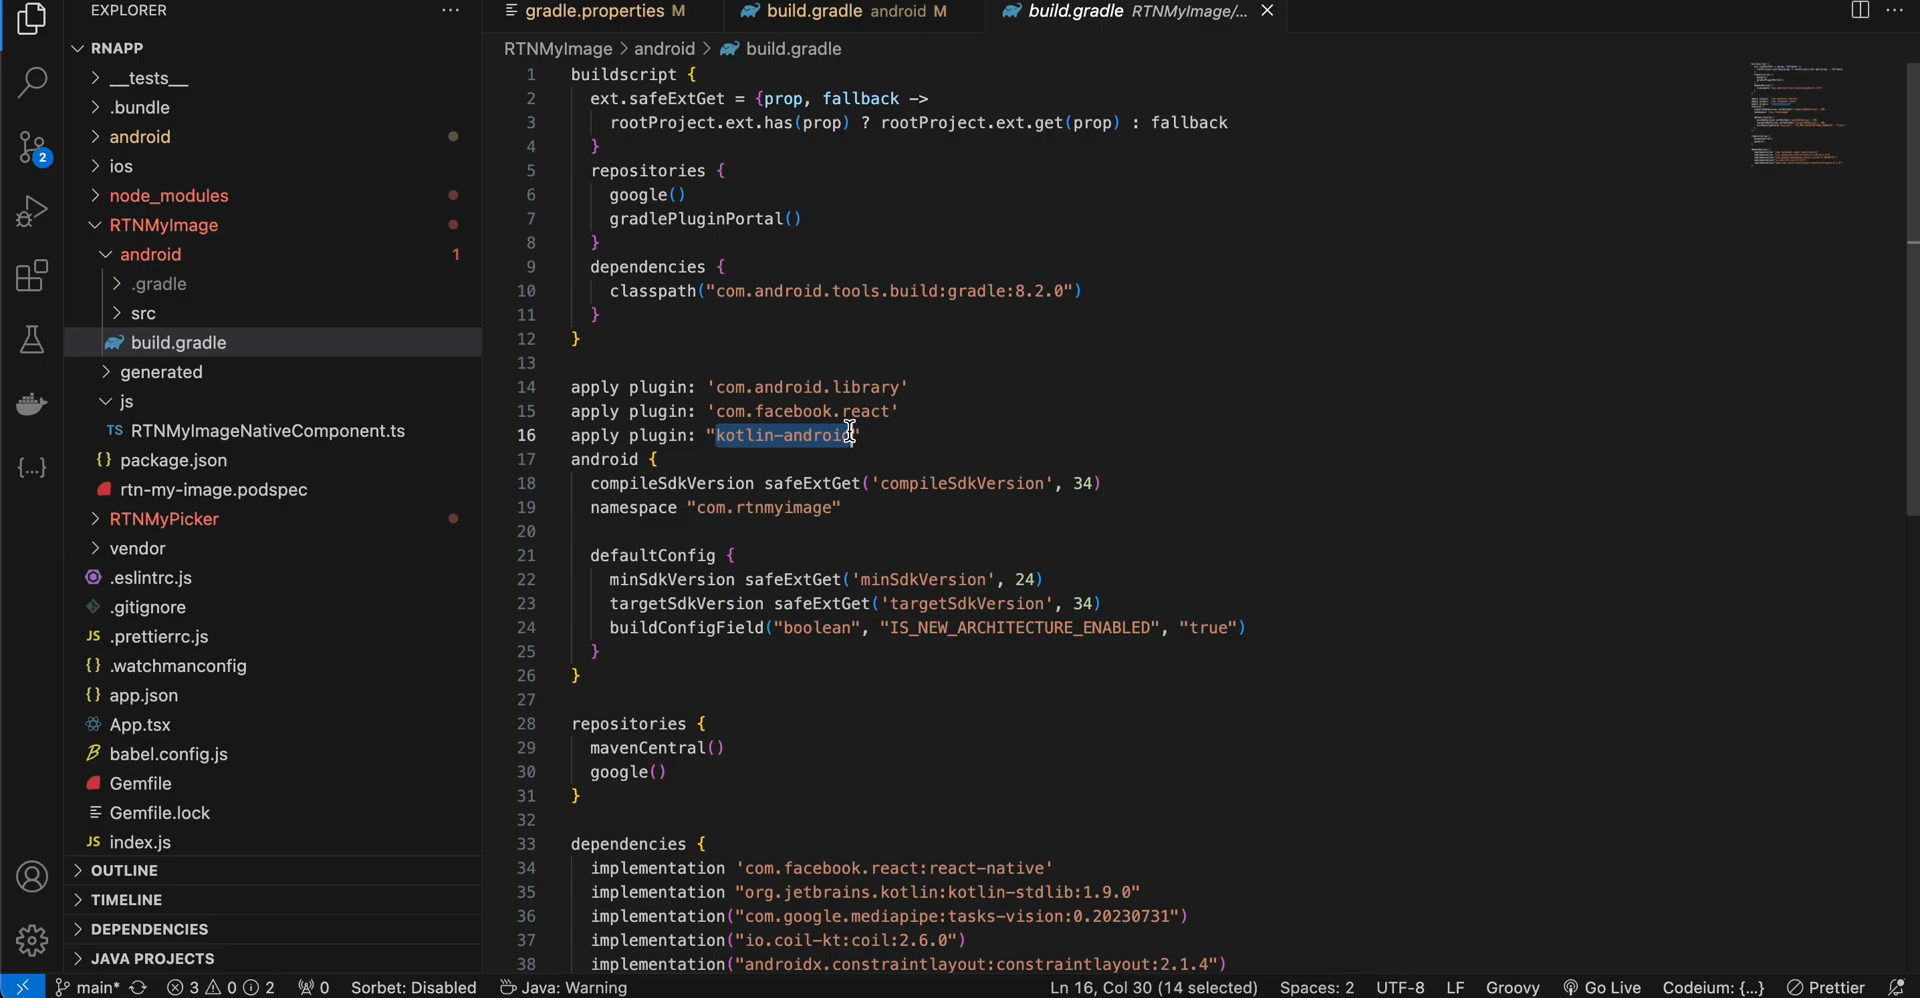 EXPLORER
RNAPP
__tests__
.bundle
android
ios
node_modules
RTNMyImage
android 1
.gradle
src
build.gradle
generated
js
TS RTNMyImageNativeComponent.ts
{} package.json
rtn-my-image.podspec
RTNMyPicker
vendor
.eslintrc.js
.gitignore
JS .prettierrc.js
{} .watchmanconfig
{} app.json
App.tsx
babel.config.js
Gemfile
Gemfile.lock
JS index.js
OUTLINE
TIMELINE
DEPENDENCIES
JAVA PROJECTS
2
gradle.properties M
build.gradle android M
build.gradle RTNMyImage/...
RTNMyImage > android > build.gradle
1 buildscript {
2 ext.safeExtGet = {prop, fallback ->
3 rootProject.ext.has(prop) ? rootProject.ext.get(prop) : fallback
4 }
5 repositories {
6 google()
7 gradlePluginPortal()
8 }
9 dependencies {
10 classpath("com.android.tools.build:gradle:8.2.0")
11 }
12 }
13
14 apply plugin: 'com.android.library'
15 apply plugin: 'com.facebook.react'
16 apply plugin: "kotlin-android"
17 android {
18 compileSdkVersion safeExtGet('compileSdkVersion', 34)
19 namespace "com.rtnmyimage"
20
21 defaultConfig {
22 minSdkVersion safeExtGet('minSdkVersion', 24)
23 targetSdkVersion safeExtGet('targetSdkVersion', 34)
24 buildConfigField("boolean", "IS_NEW_ARCHITECTURE_ENABLED", "true")
25 }
26 }
27
28 repositories {
29 mavenCentral()
30 google()
31 }
32
33 dependencies {
34 implementation 'com.facebook.react:react-native'
35 implementation "org.jetbrains.kotlin:kotlin-stdlib:1.9.0"
36 implementation("com.google.mediapipe:tasks-vision:0.20230731")
37 implementation("io.coil-kt:coil:2.6.0")
38 implementation("androidx.constraintlayout:constraintlayout:2.1.4")
main* 3 0 2 0 Sorbet: Disabled Java: Warning Ln 16, Col 30 (14 selected) Spaces: 2 UTF-8 LF Groovy Go Live Codeium: {...} Prettier